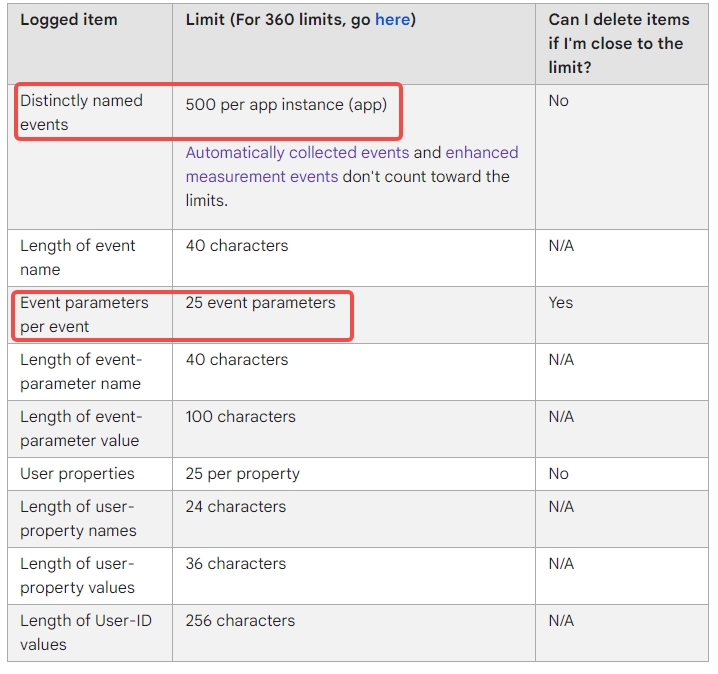 Logged item
Limit (For 360 limits, go here)
Can I delete items
if I'm close to the
limit?
Distinctly named
events
500 per app instance (app)
Automatically collected events and enhanced
measurement events don't count toward the
limits.
No
Length of event
name
40 characters
N/A
Event parameters
per event
25 event parameters
Yes
Length of event-
parameter name
40 characters
N/A
Length of event-
parameter value
100 characters
N/A
User properties
25 per property
No
Length of user-
property names
24 characters
N/A
Length of user-
property values
36 characters
N/A
Length of User-ID
values
256 characters
N/A